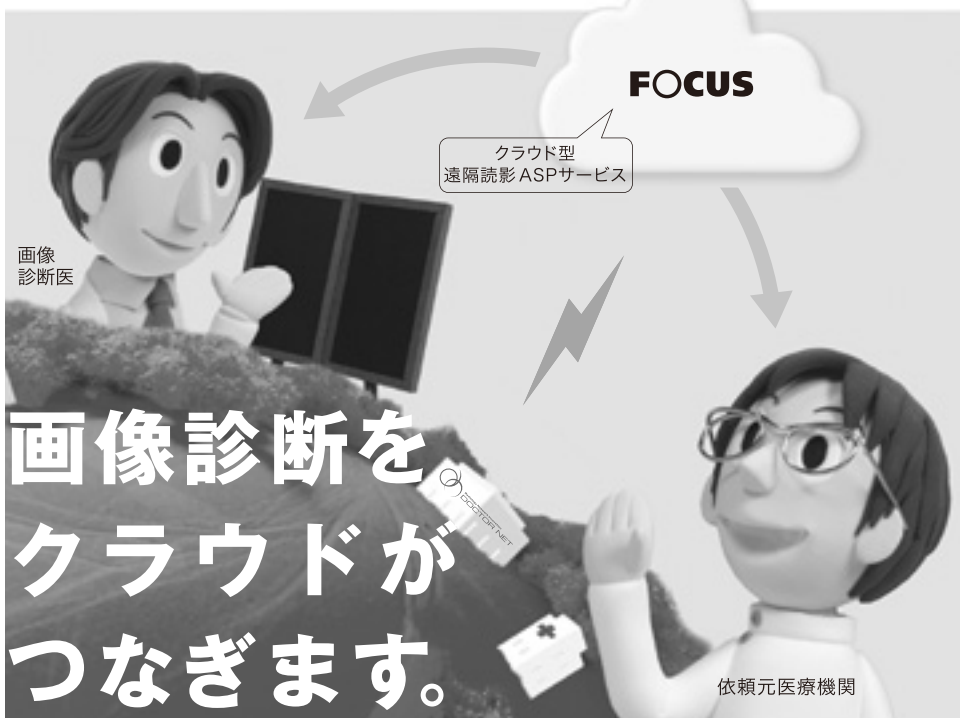 FOCUS
クラウド型
遠隔読影ASPサービス
画像
診断医
画像診断を
クラウドが
つなぎます。
DOCTOR NET
依頼元医療機関